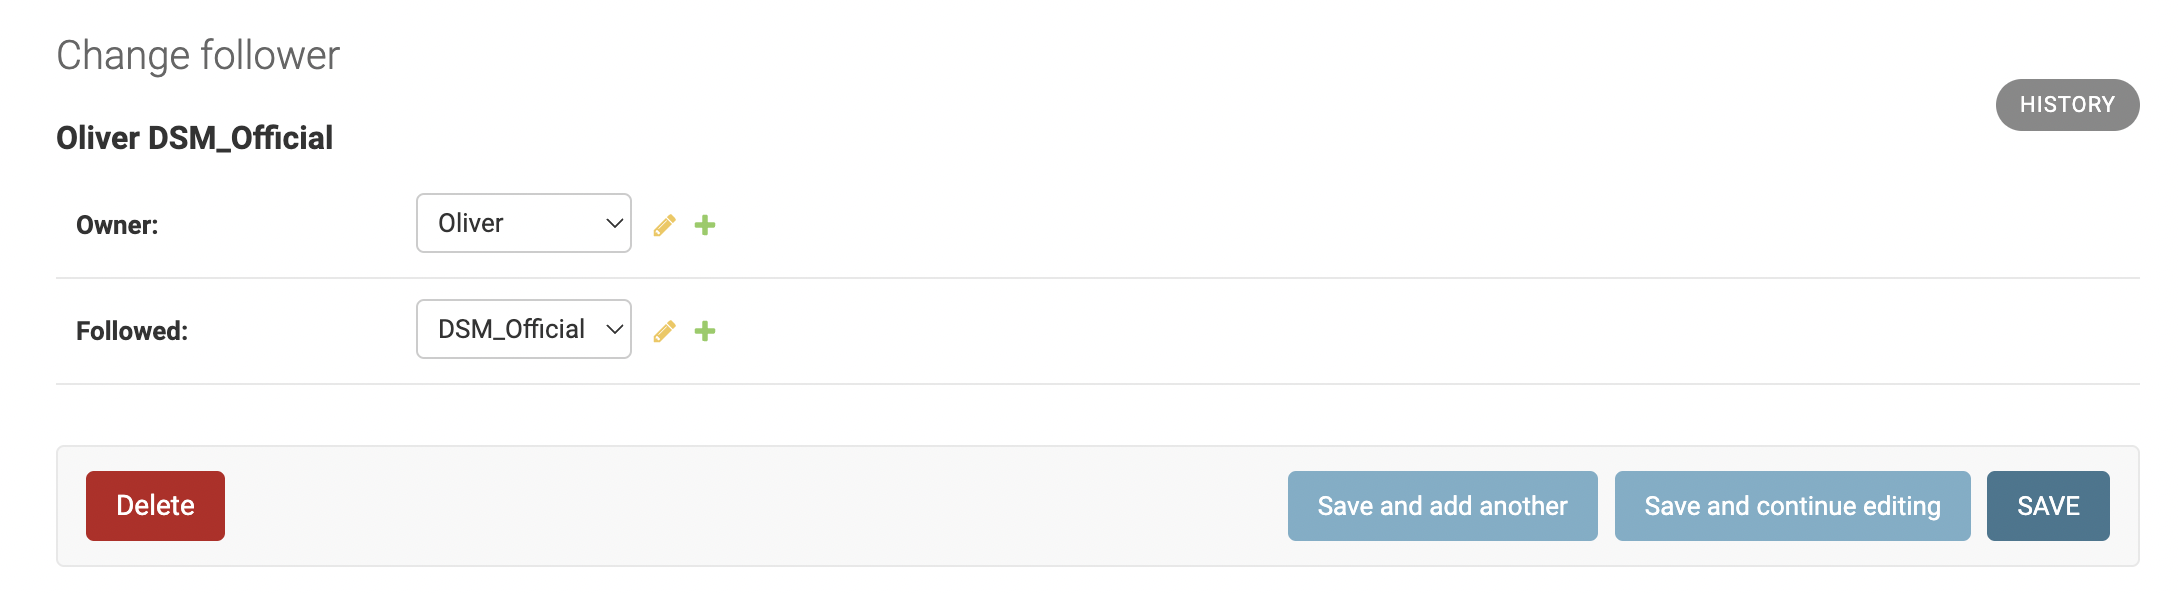 Change follower
HISTORY
Oliver DSM_Official
Owner:
Oliver
Followed:
DSM_Official
Delete
Save and add another
Save and continue editing
SAVE